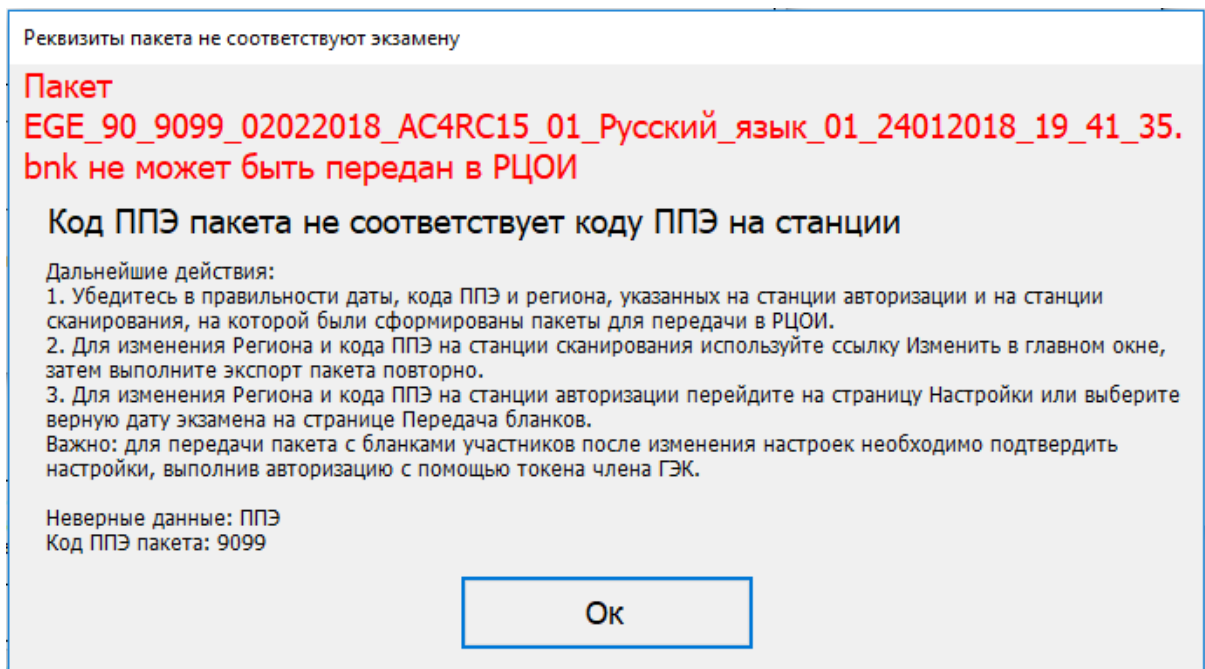 Реквизиты пакета не соответствуют экзамену
Пакет
EGE_90_9099_02022018_AC4RC15_01_Русский_язык_01_24012018_19_41_35.
bnk не может быть передан в РЦОИ
Код ППЭ пакета не соответствует коду ППЭ на станции
Дальнейшие действия:
1. Убедитесь в правильности даты, кода ППЭ и региона, указанных на станции авторизации и на станции
сканирования, на которой были сформированы пакеты для передачи в РЦОИ.
2. Для изменения Региона и кода ППЭ на станции сканирования используйте ссылку Изменить в главном окне,
затем выполните экспорт пакета повторно.
3. Для изменения Региона и кода ППЭ на станции авторизации перейдите на страницу Настройки или выберите
верную дату экзамена на странице Передача бланков.
Важно: для передачи пакета с бланками участников после изменения настроек необходимо подтвердить
настройки, выполнив авторизацию с помощью токена члена ГЭК.
Неверные данные: ППЭ
Код ППЭ пакета: 9099
Ок